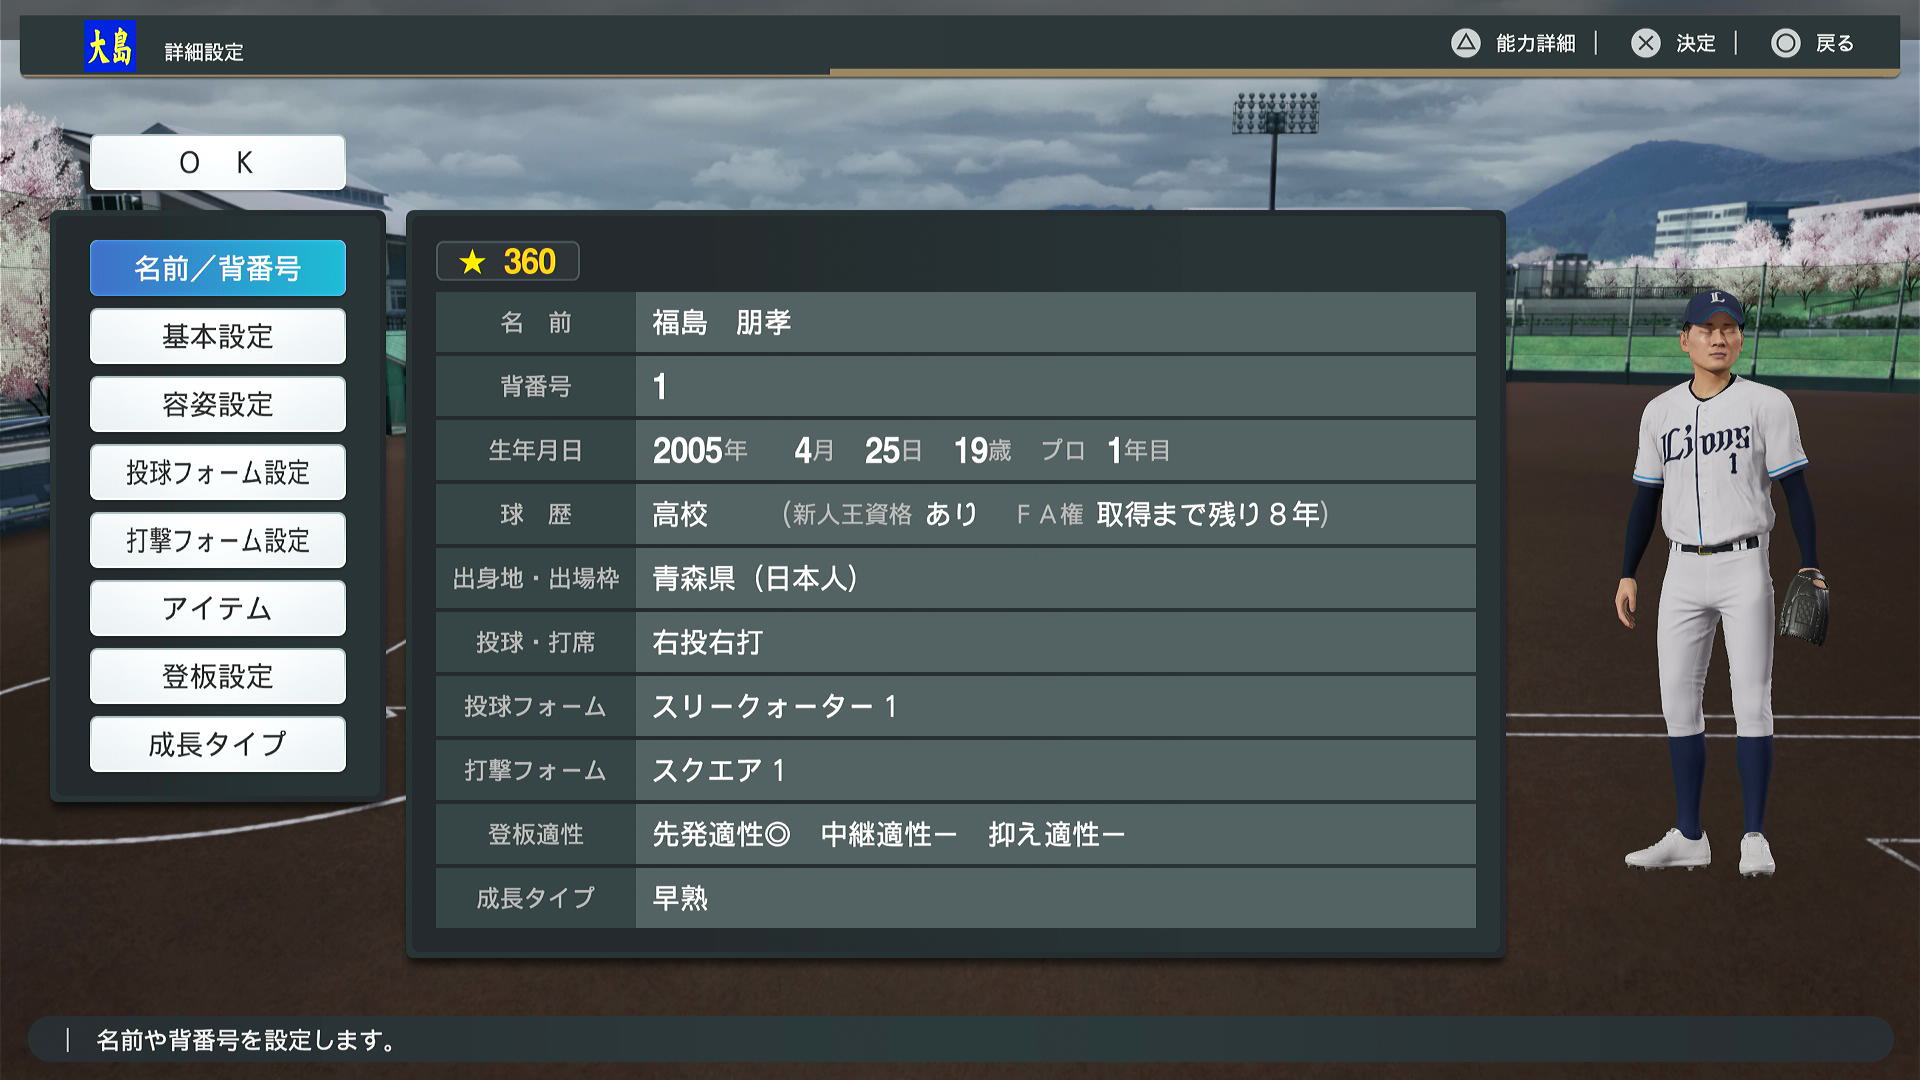 大島 詳細設定
能力詳細 | 決定 | 戻る
O K
名前／背番号
基本設定
容姿設定
投球フォーム設定
打撃フォーム設定
アイテム
登板設定
成長タイプ
★ 360
名 前 福島 朋孝
背番号 1
生年月日 2005年 4月 25日 19歳 プロ 1年目
球 歴 高校 (新人王資格 あり ＦＡ権 取得まで残り８年)
出身地・出場枠 青森県（日本人）
投球・打席 右投右打
投球フォーム スリークォーター１
打撃フォーム スクエア１
登板適性 先発適性◎ 中継適性ー 抑え適性ー
成長タイプ 早熟
L
Lions
1
名前や背番号を設定します。